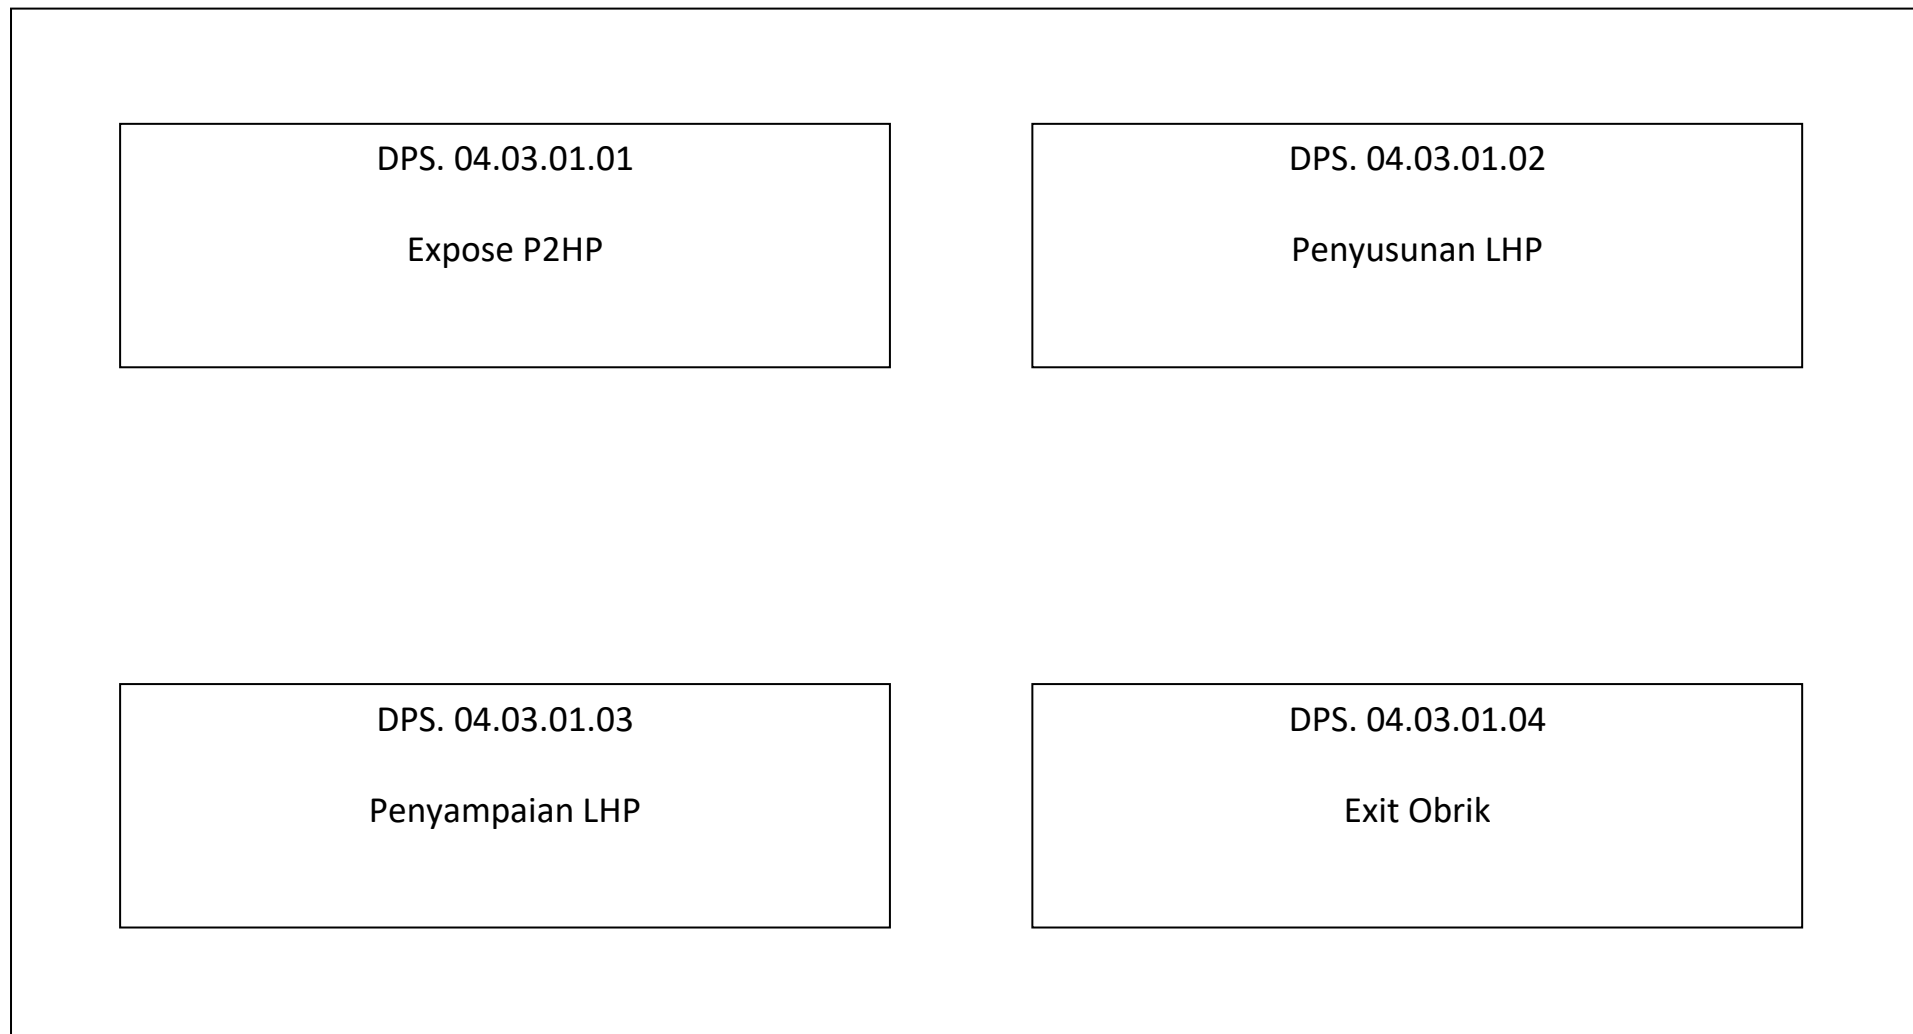 DPS. 04.03.01.01
Expose P2HP
DPS. 04.03.01.02
Penyusunan LHP
DPS. 04.03.01.03
Penyampaian LHP
DPS. 04.03.01.04
Exit Obrik